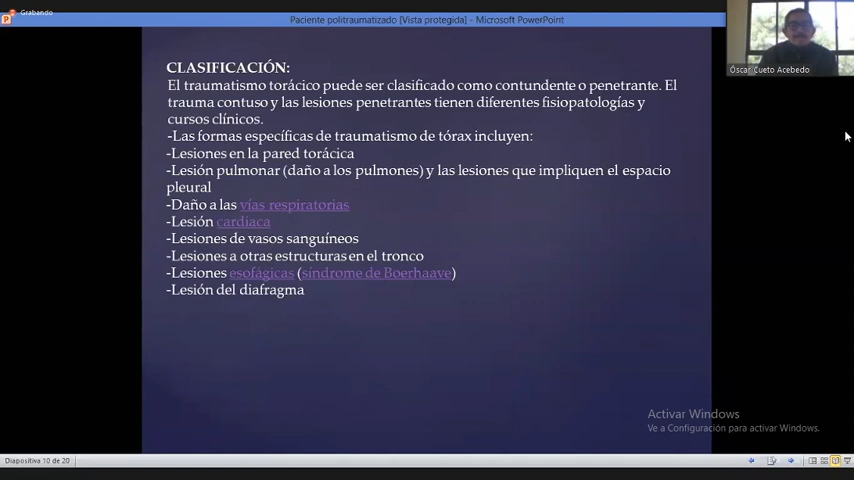 Grabando
Paciente politraumatizado [Vista protegida] - Microsoft PowerPoint
Óscar Cueto Acebedo
CLASIFICACIÓN:
El traumatismo torácico puede ser clasificado como contundente o penetrante. El
trauma contuso y las lesiones penetrantes tienen diferentes fisiopatologías y
cursos clínicos.
-Las formas específicas de traumatismo de tórax incluyen:
-Lesiones en la pared torácica
-Lesión pulmonar (daño a los pulmones) y las lesiones que impliquen el espacio
pleural
-Daño a las vías respiratorias
-Lesión cardiaca
-Lesiones de vasos sanguíneos
-Lesiones a otras estructuras en el tronco
-Lesiones esofágicas (síndrome de Boerhaave)
-Lesión del diafragma
Activar Windows
Ve a Configuración para activar Windows.
Diapositiva 10 de 20